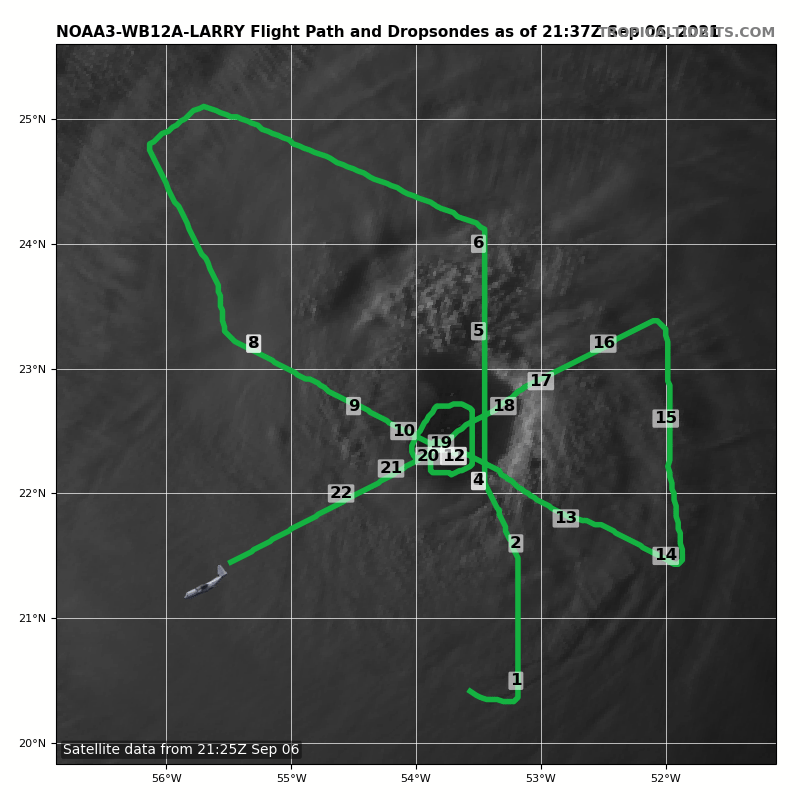 NOAA3-WB12A-LARRY Flight Path and Dropsondes as of 21:37Z Sep 06, 2021
TROPICALTIDBITS.COM
25°N
24°N
6
5
8
16
23°N
17
9
18
15
10
19
20
12
21
4
22
22°N
13
2
14
21°N
1
20°N
Satellite data from 21:25Z Sep 06
56°W 55°W 54°W 53°W 52°W